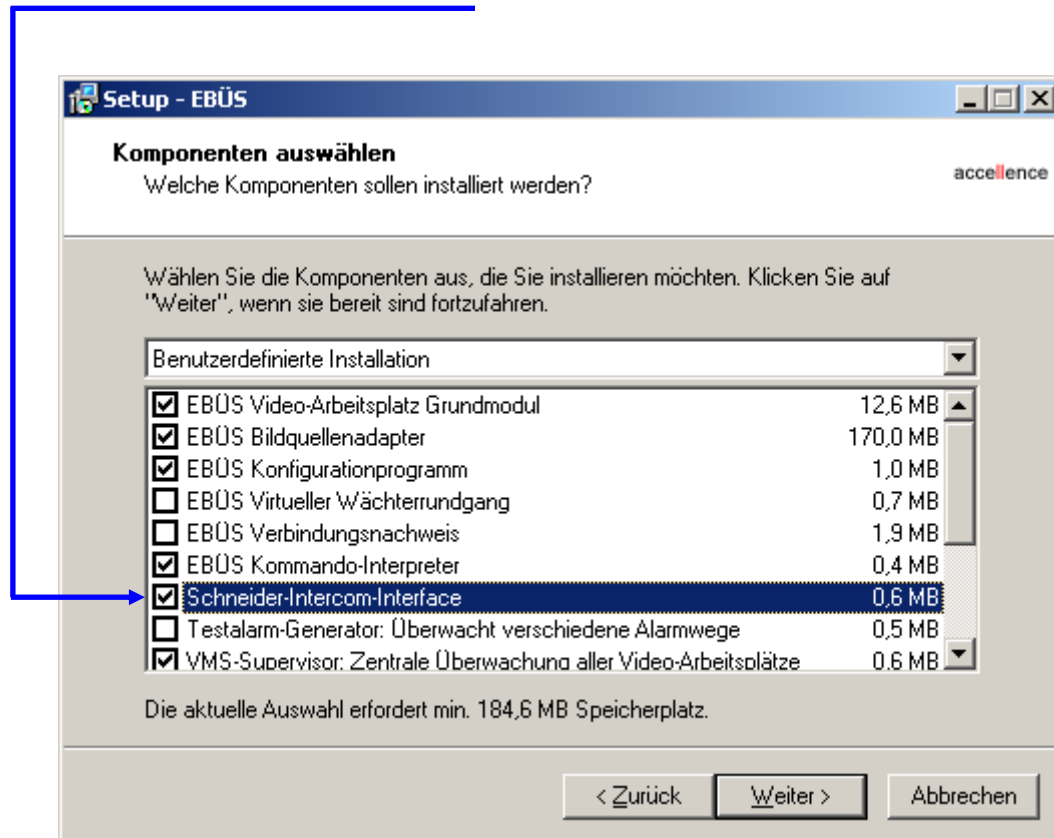 Setup - EBÜS
Komponenten auswählen
Welche Komponenten sollen installiert werden?
accellence
Wählen Sie die Komponenten aus, die Sie installieren möchten. Klicken Sie auf
"Weiter", wenn sie bereit sind fortzufahren.
Benutzerdefinierte Installation
EBÜS Video-Arbeitsplatz Grundmodul 12,6 MB
EBÜS Bildquellenadapter 170,0 MB
EBÜS Konfigurationprogramm 1,0 MB
EBÜS Virtueller Wächterrundgang 0,7 MB
EBÜS Verbindungsnachweis 1,9 MB
EBÜS Kommando-Interpreter 0,4 MB
Schneider-Intercom-Interface 0,6 MB
Testalarm-Generator: Überwacht verschiedene Alarmwege 0,5 MB
VMS-Supervisor: Zentrale Überwachung aller Video-Arbeitsplätze 0,6 MB
Die aktuelle Auswahl erfordert min. 184,6 MB Speicherplatz.
< Zurück Weiter > Abbrechen